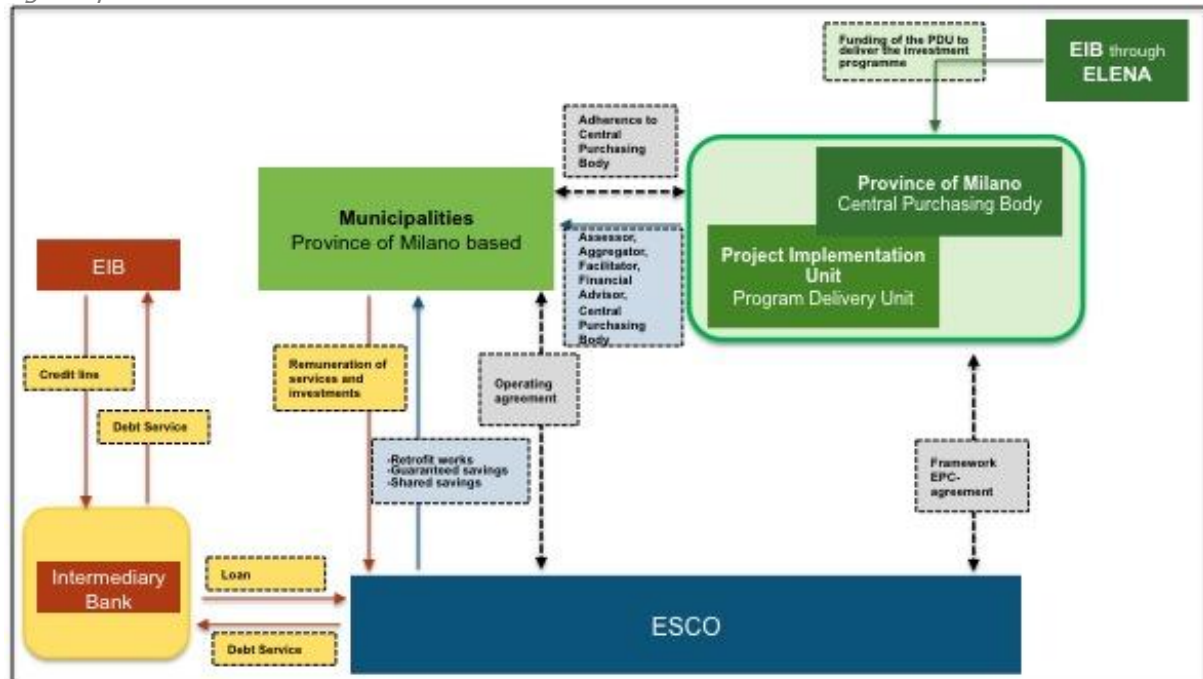 Funding of the PDU to
deliver the investment
programme
EIB through
ELENA
Adherence to
Central
Purchasing
Body
Province of Milano
Central Purchasing Body
Municipalities
Province of Milano based
Assessor,
Aggregator,
Facilitator,
Financial
Advisor,
Central
Purchasing
Body
Project Implementation
Unit
Program Delivery Unit
EIB
Credit line
Debt Service
Remuneration of
services and
investments
Operating
agreement
-Retrofit works
-Guaranteed savings
-Shared savings
Framework
EPC-
agreement
Intermediary
Bank
Loan
Debt Service
ESCO